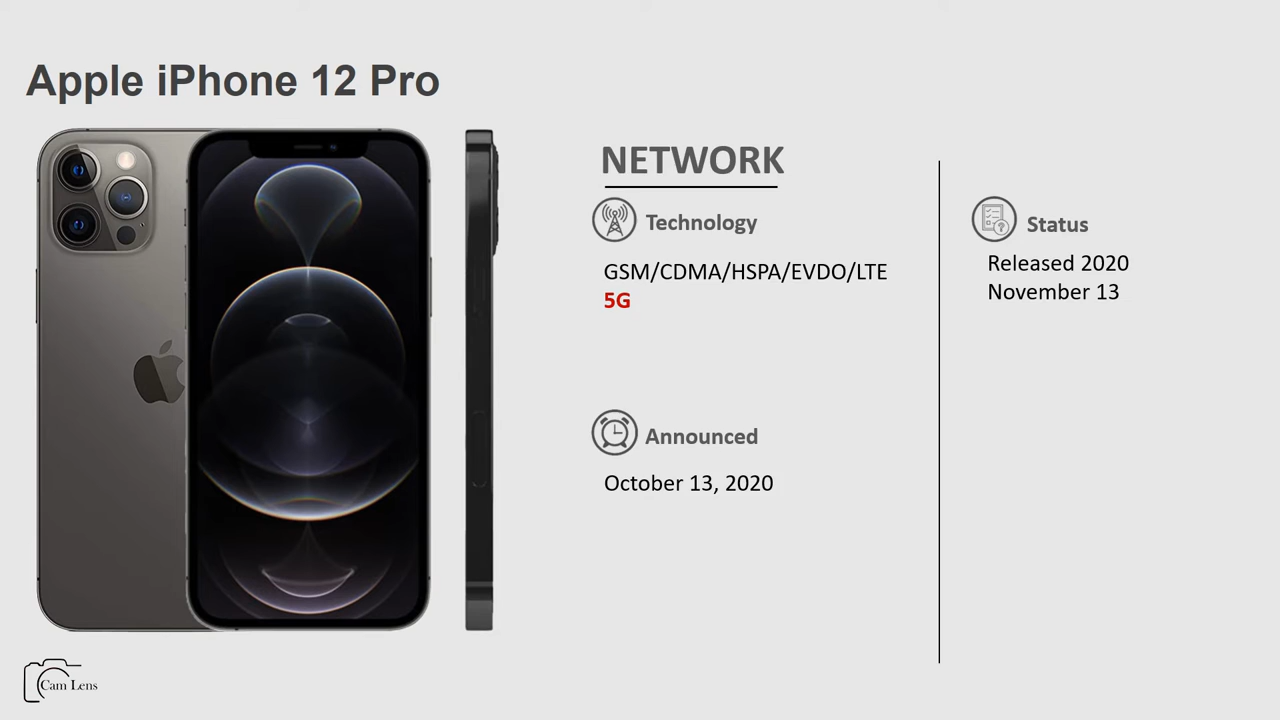 Apple iPhone 12 Pro
NETWORK
Technology
GSM/CDMA/HSPA/EVDO/LTE
5G
Announced
October 13, 2020
Status
Released 2020
November 13
Cam Lens